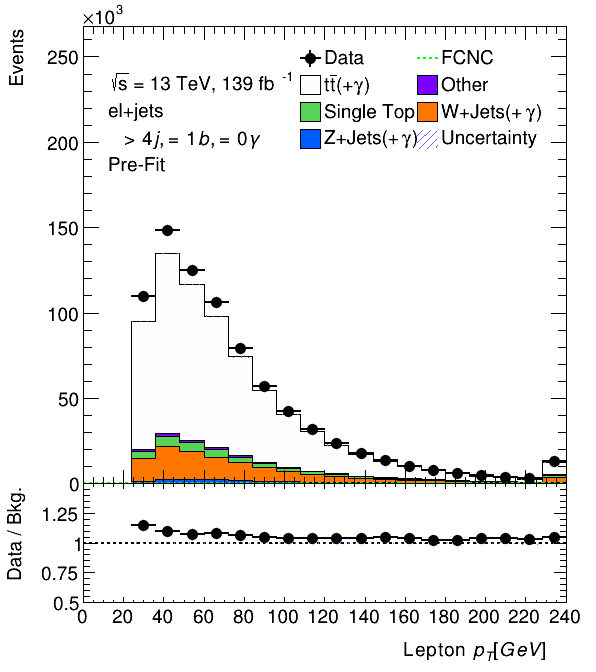 ×10³
Events
250
200
150
100
50
0
√s = 13 TeV, 139 fb⁻¹
el+jets
> 4j, = 1b, = 0γ
Pre-Fit
Data
FCNC
tt̄(+γ)
Other
Single Top
W+Jets(+γ)
Z+Jets(+γ)
Uncertainty
Data / Bkg.
1.25
1
0.75
0.5
0 20 40 60 80 100 120 140 160 180 200 220 240
Lepton p_T[GeV]